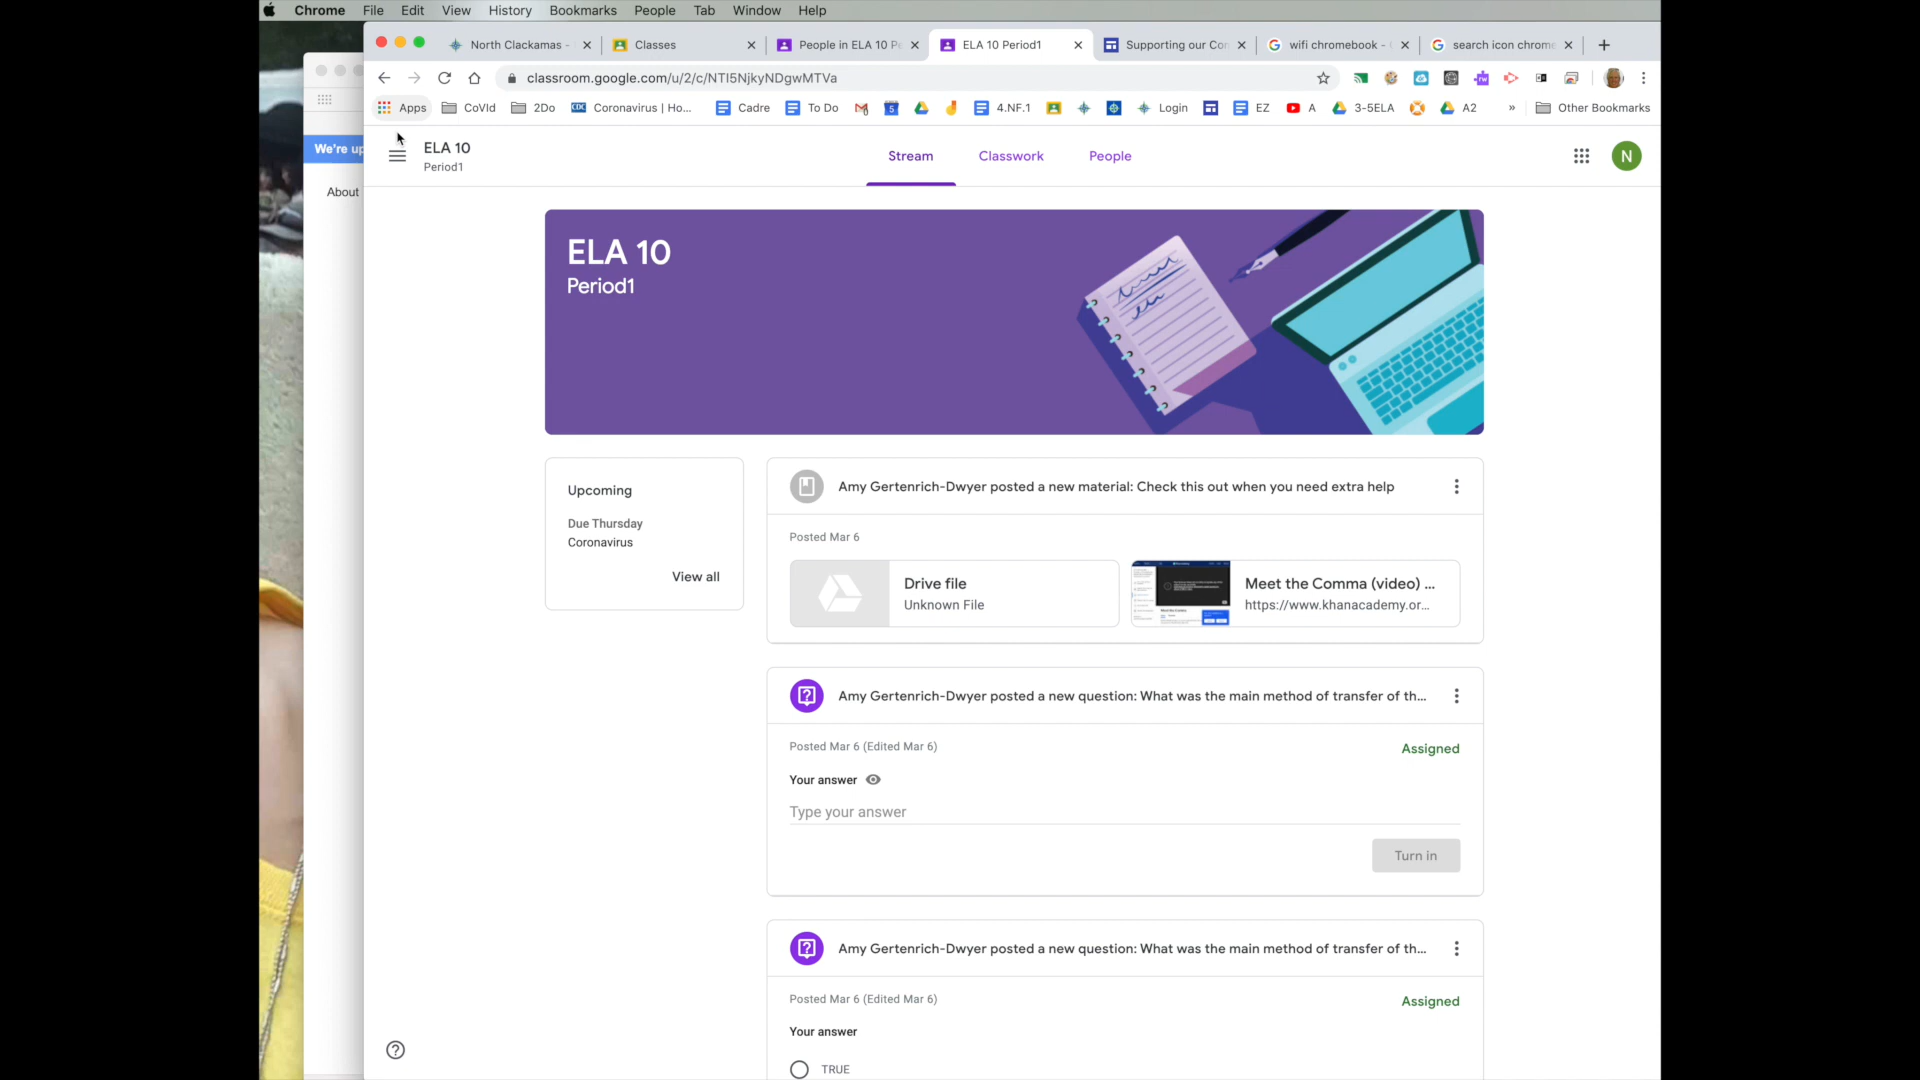 Chrome File Edit View History Bookmarks People Tab Window Help
North Clackamas -
Classes
People in ELA 10 Pe
ELA 10 Period1
Supporting our Con
wifi chromebook -
search icon chrome
classroom.google.com/u/2/c/NTI5NjkyNDgwMTVa
Apps CoVId 2Do Coronavirus | Ho... Cadre To Do 4.NF.1 Login EZ A 3-5ELA A2 » Other Bookmarks
We're up
About
ELA 10
Period1
Stream Classwork People
N
ELA 10
Period1
Upcoming
Due Thursday
Coronavirus
View all
Amy Gertenrich-Dwyer posted a new material: Check this out when you need extra help
Posted Mar 6
Drive file
Unknown File
Meet the Comma (video) ...
https://www.khanacademy.or...
Amy Gertenrich-Dwyer posted a new question: What was the main method of transfer of th...
Posted Mar 6 (Edited Mar 6)
Assigned
Your answer
Type your answer
Turn in
Amy Gertenrich-Dwyer posted a new question: What was the main method of transfer of th...
Posted Mar 6 (Edited Mar 6)
Assigned
Your answer
TRUE